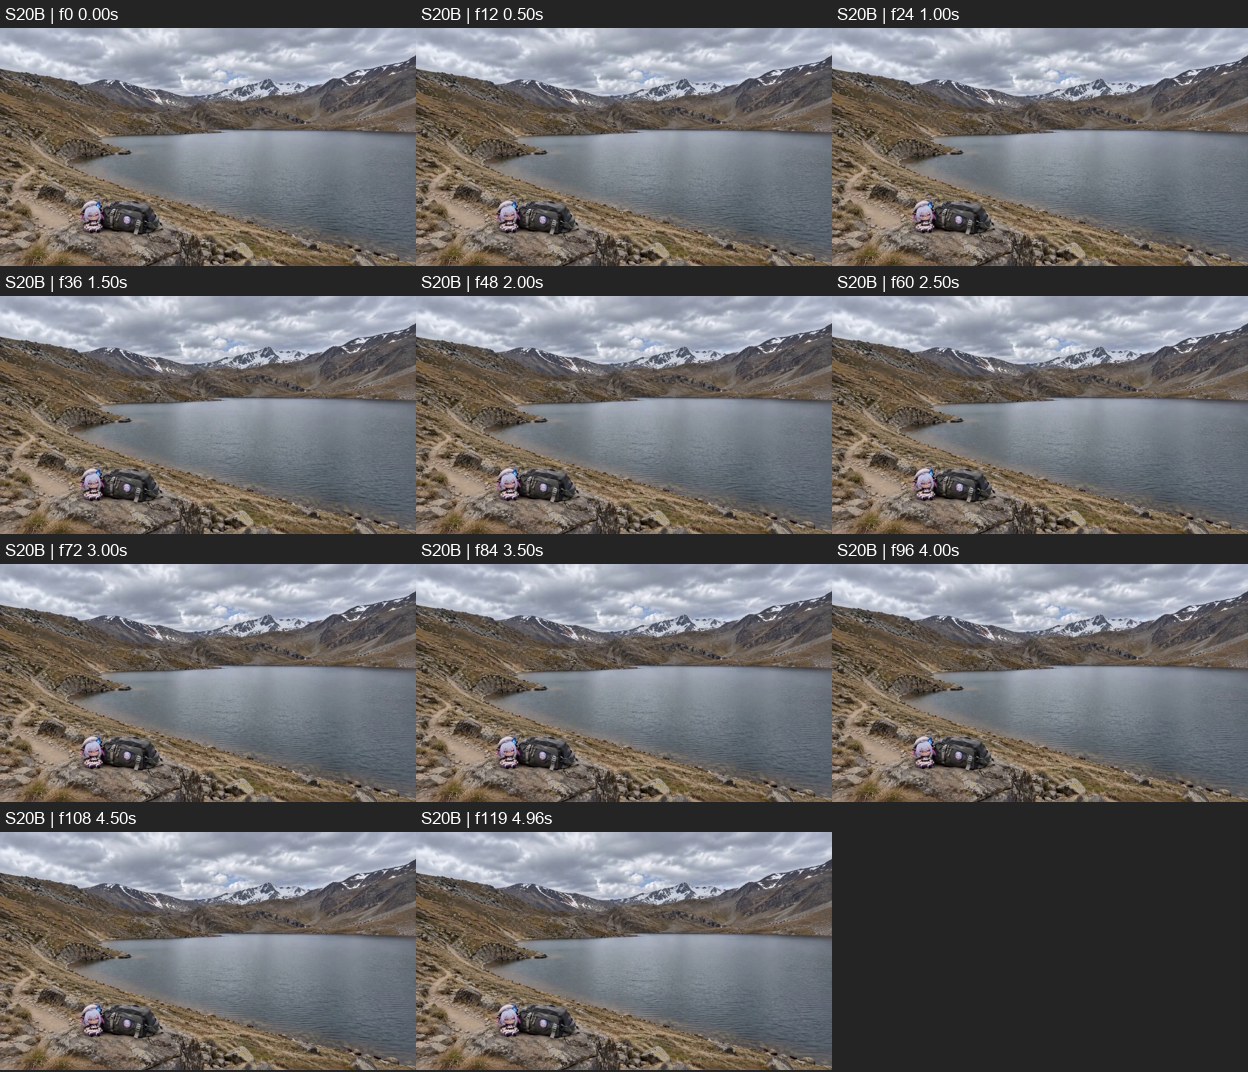 S20B | f0 0.00s
S20B | f12 0.50s
S20B | f24 1.00s
S20B | f36 1.50s
S20B | f48 2.00s
S20B | f60 2.50s
S20B | f72 3.00s
S20B | f84 3.50s
S20B | f96 4.00s
S20B | f108 4.50s
S20B | f119 4.96s